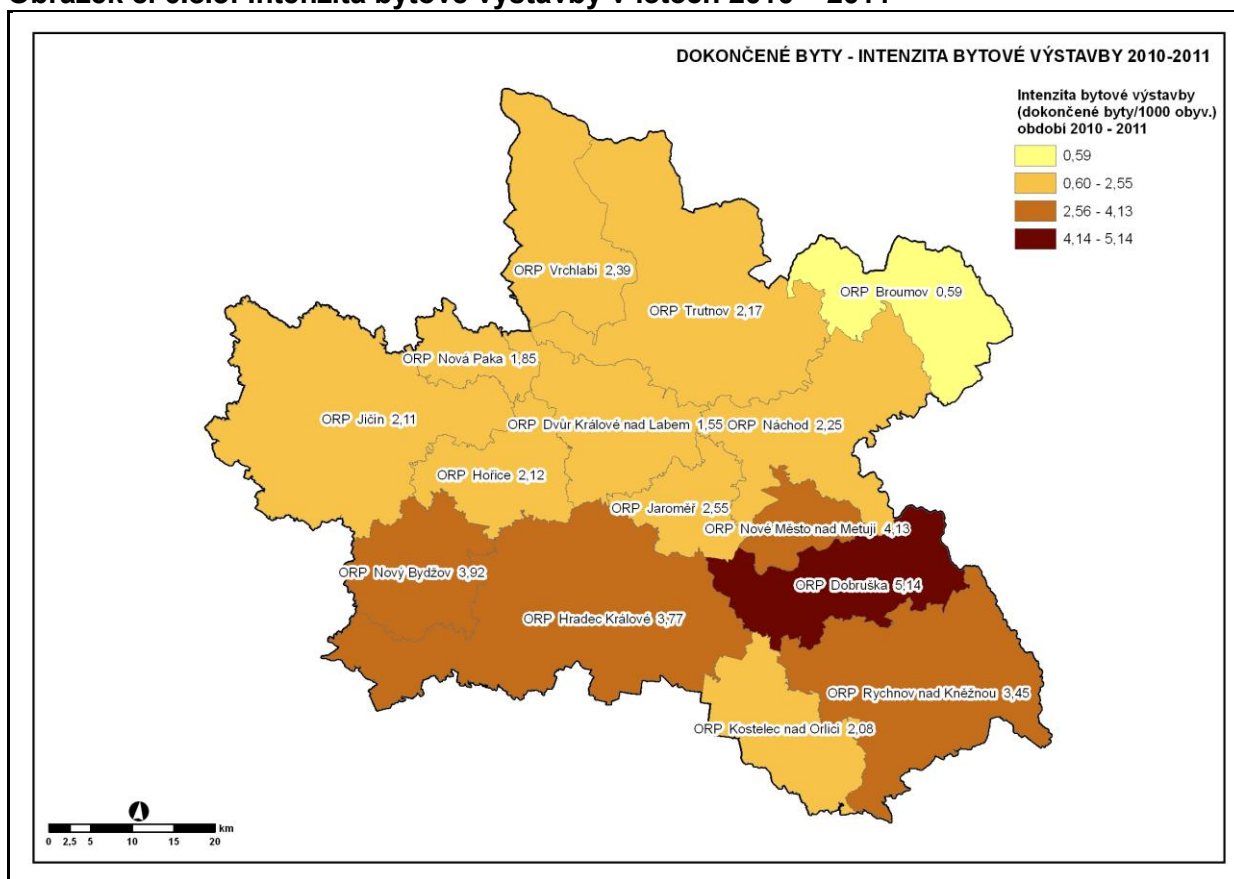 DOKONČENÉ BYTY - INTENZITA BYTOVÉ VÝSTAVBY 2010-2011
Intenzita bytové výstavby
(dokončené byty/1000 obyv.)
období 2010 - 2011
0,59
0,60 - 2,55
2,56 - 4,13
4,14 - 5,14
ORP Vrchlabí 2,39
ORP Broumov 0,59
ORP Trutnov 2,17
ORP Nová Paka 1,85
ORP Jičín 2,11
ORP Dvůr Králové nad Labem 1,55
ORP Náchod 2,25
ORP Hořice 2,12
ORP Jaroměř 2,55
ORP Nové Město nad Metují 4,13
ORP Nový Bydžov 3,92
ORP Dobruška 5,14
ORP Hradec Králové 3,77
ORP Rychnov nad Kněžnou 3,45
ORP Kostelec nad Orlicí 2,08
km
0 2,5 5 10 15 20